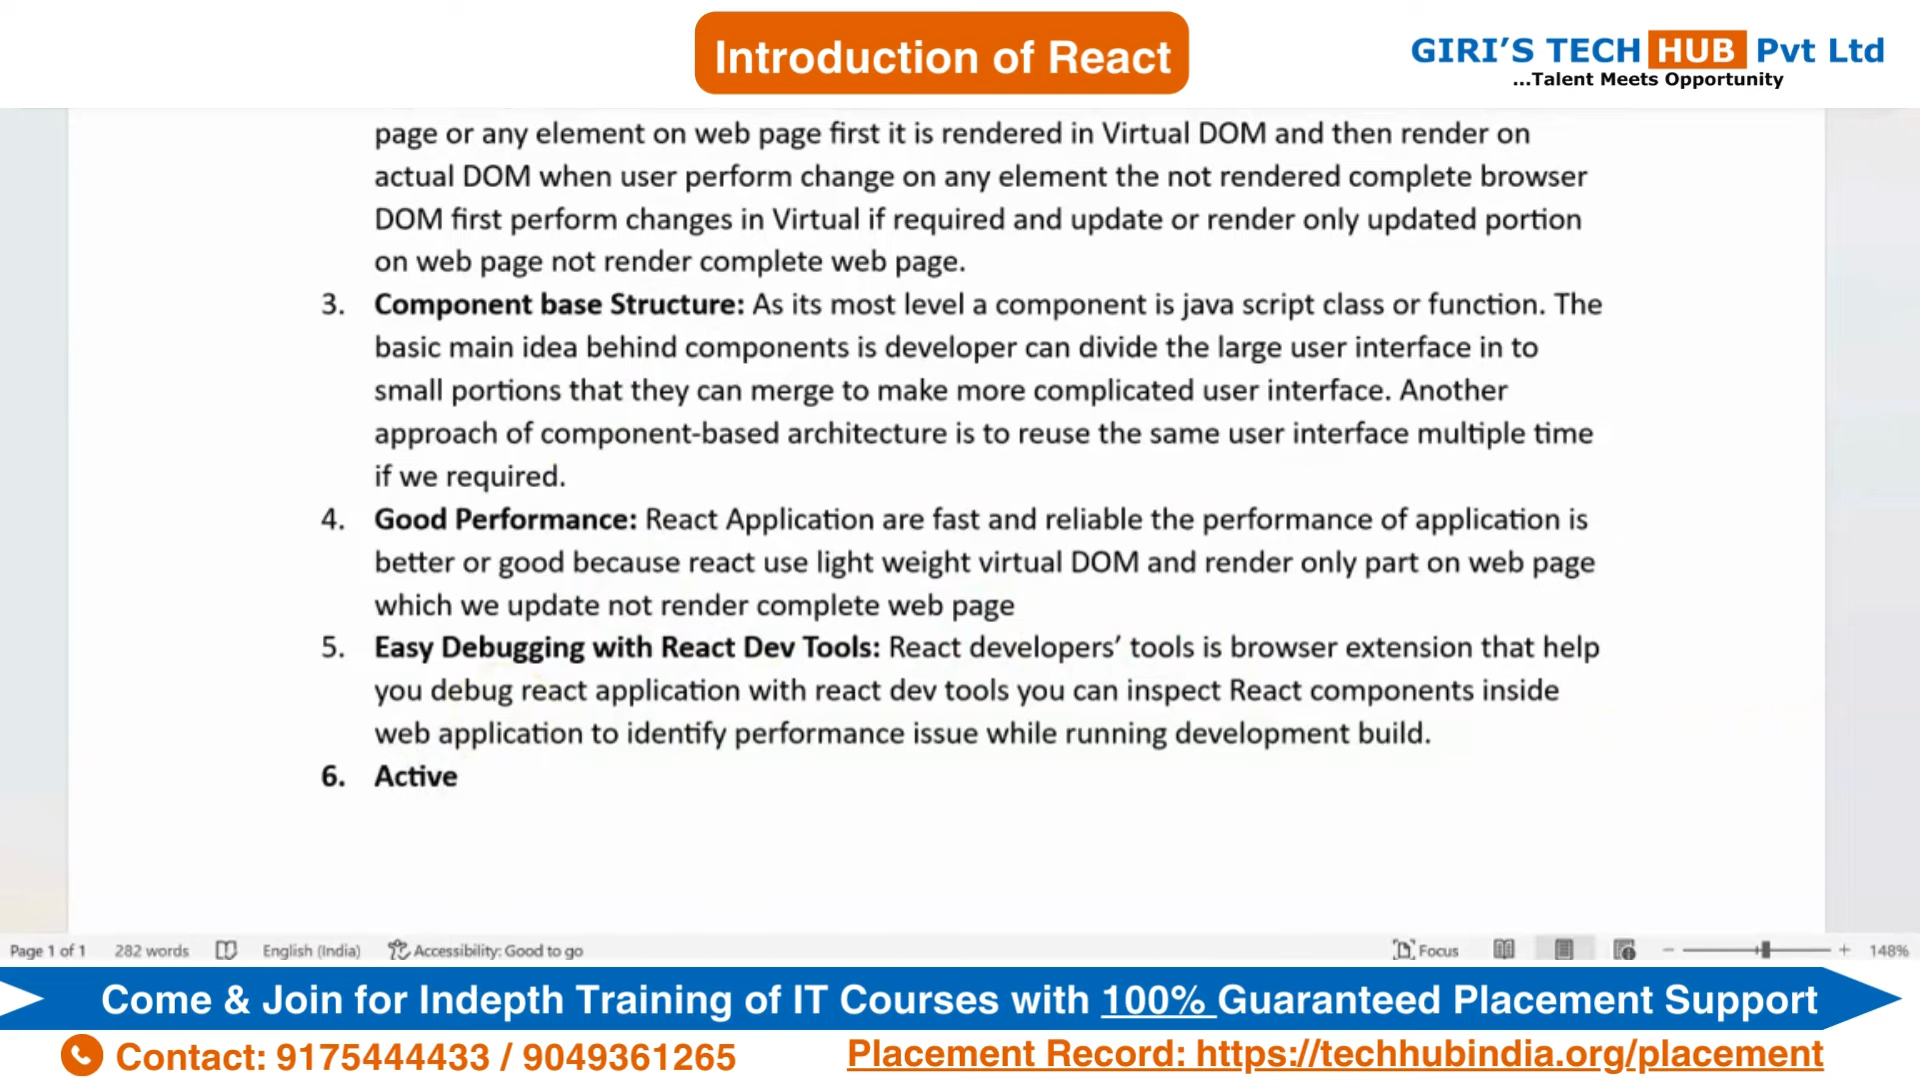 Introduction of React
GIRI'S TECH HUB Pvt Ltd
...Talent Meets Opportunity
page or any element on web page first it is rendered in Virtual DOM and then render on
actual DOM when user perform change on any element the not rendered complete browser
DOM first perform changes in Virtual if required and update or render only updated portion
on web page not render complete web page.
3. Component base Structure: As its most level a component is java script class or function. The
basic main idea behind components is developer can divide the large user interface in to
small portions that they can merge to make more complicated user interface. Another
approach of component-based architecture is to reuse the same user interface multiple time
if we required.
4. Good Performance: React Application are fast and reliable the performance of application is
better or good because react use light weight virtual DOM and render only part on web page
which we update not render complete web page
5. Easy Debugging with React Dev Tools: React developers' tools is browser extension that help
you debug react application with react dev tools you can inspect React components inside
web application to identify performance issue while running development build.
6. Active
Page 1 of 1 282 words English (India) Accessibility: Good to go Focus 148%
Come & Join for Indepth Training of IT Courses with 100% Guaranteed Placement Support
Contact: 9175444433 / 9049361265 Placement Record: https://techhubindia.org/placement